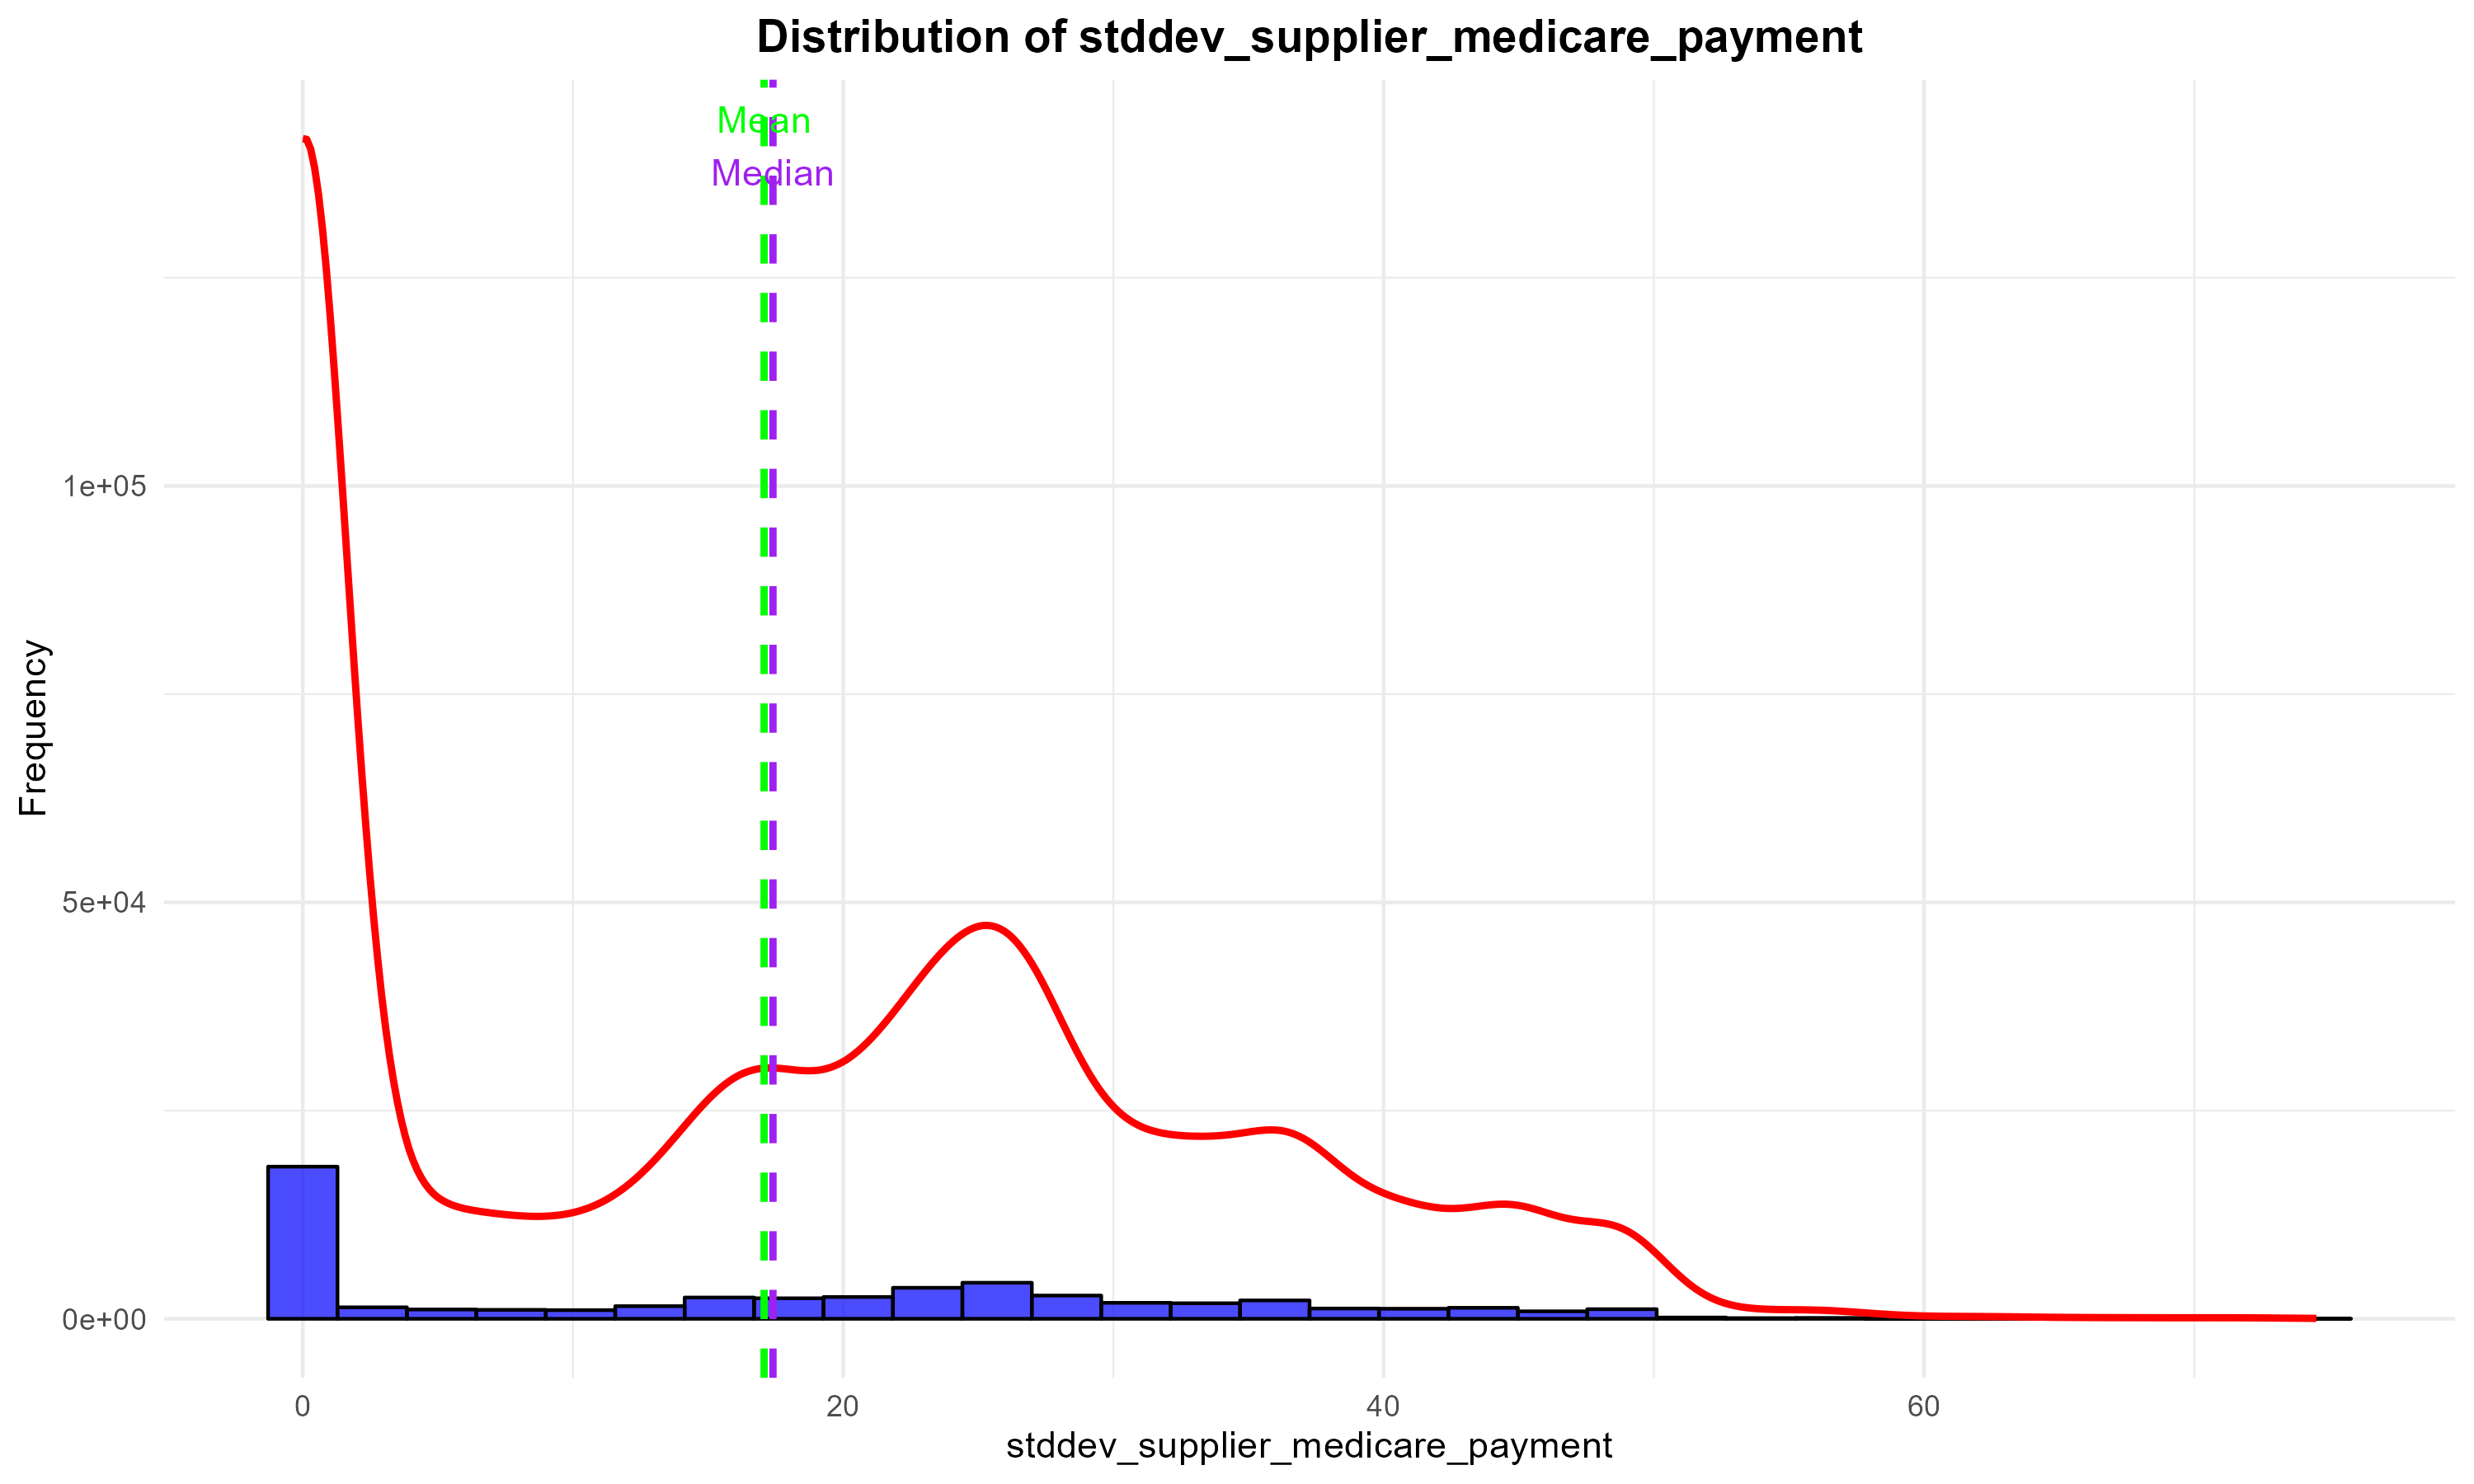 Distribution of stddev_supplier_medicare_payment
Mean
Median
1e+05
5e+04
0e+00
Frequency
0 20 40 60
stddev_supplier_medicare_payment